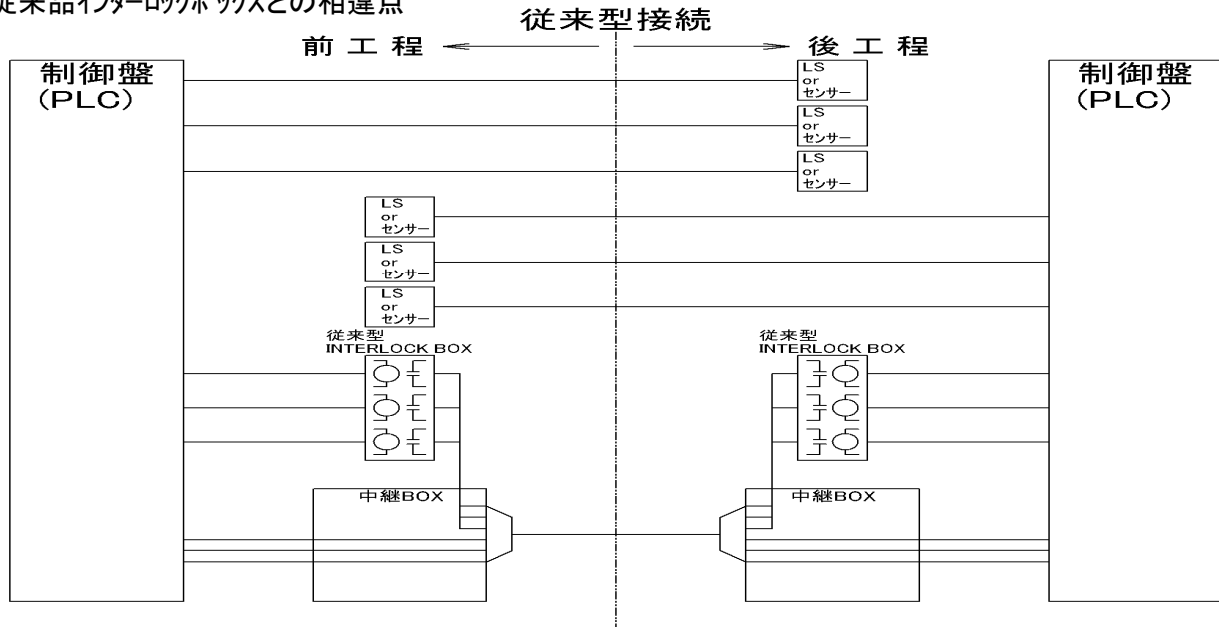 従来品インターロックボックスとの相違点
従来型接続
前工程
後工程
制御盤
(PLC)
制御盤
(PLC)
LS
or
センサー
LS
or
センサー
LS
or
センサー
LS
or
センサー
LS
or
センサー
LS
or
センサー
従来型
INTERLOCK BOX
従来型
INTERLOCK BOX
中継BOX
中継BOX